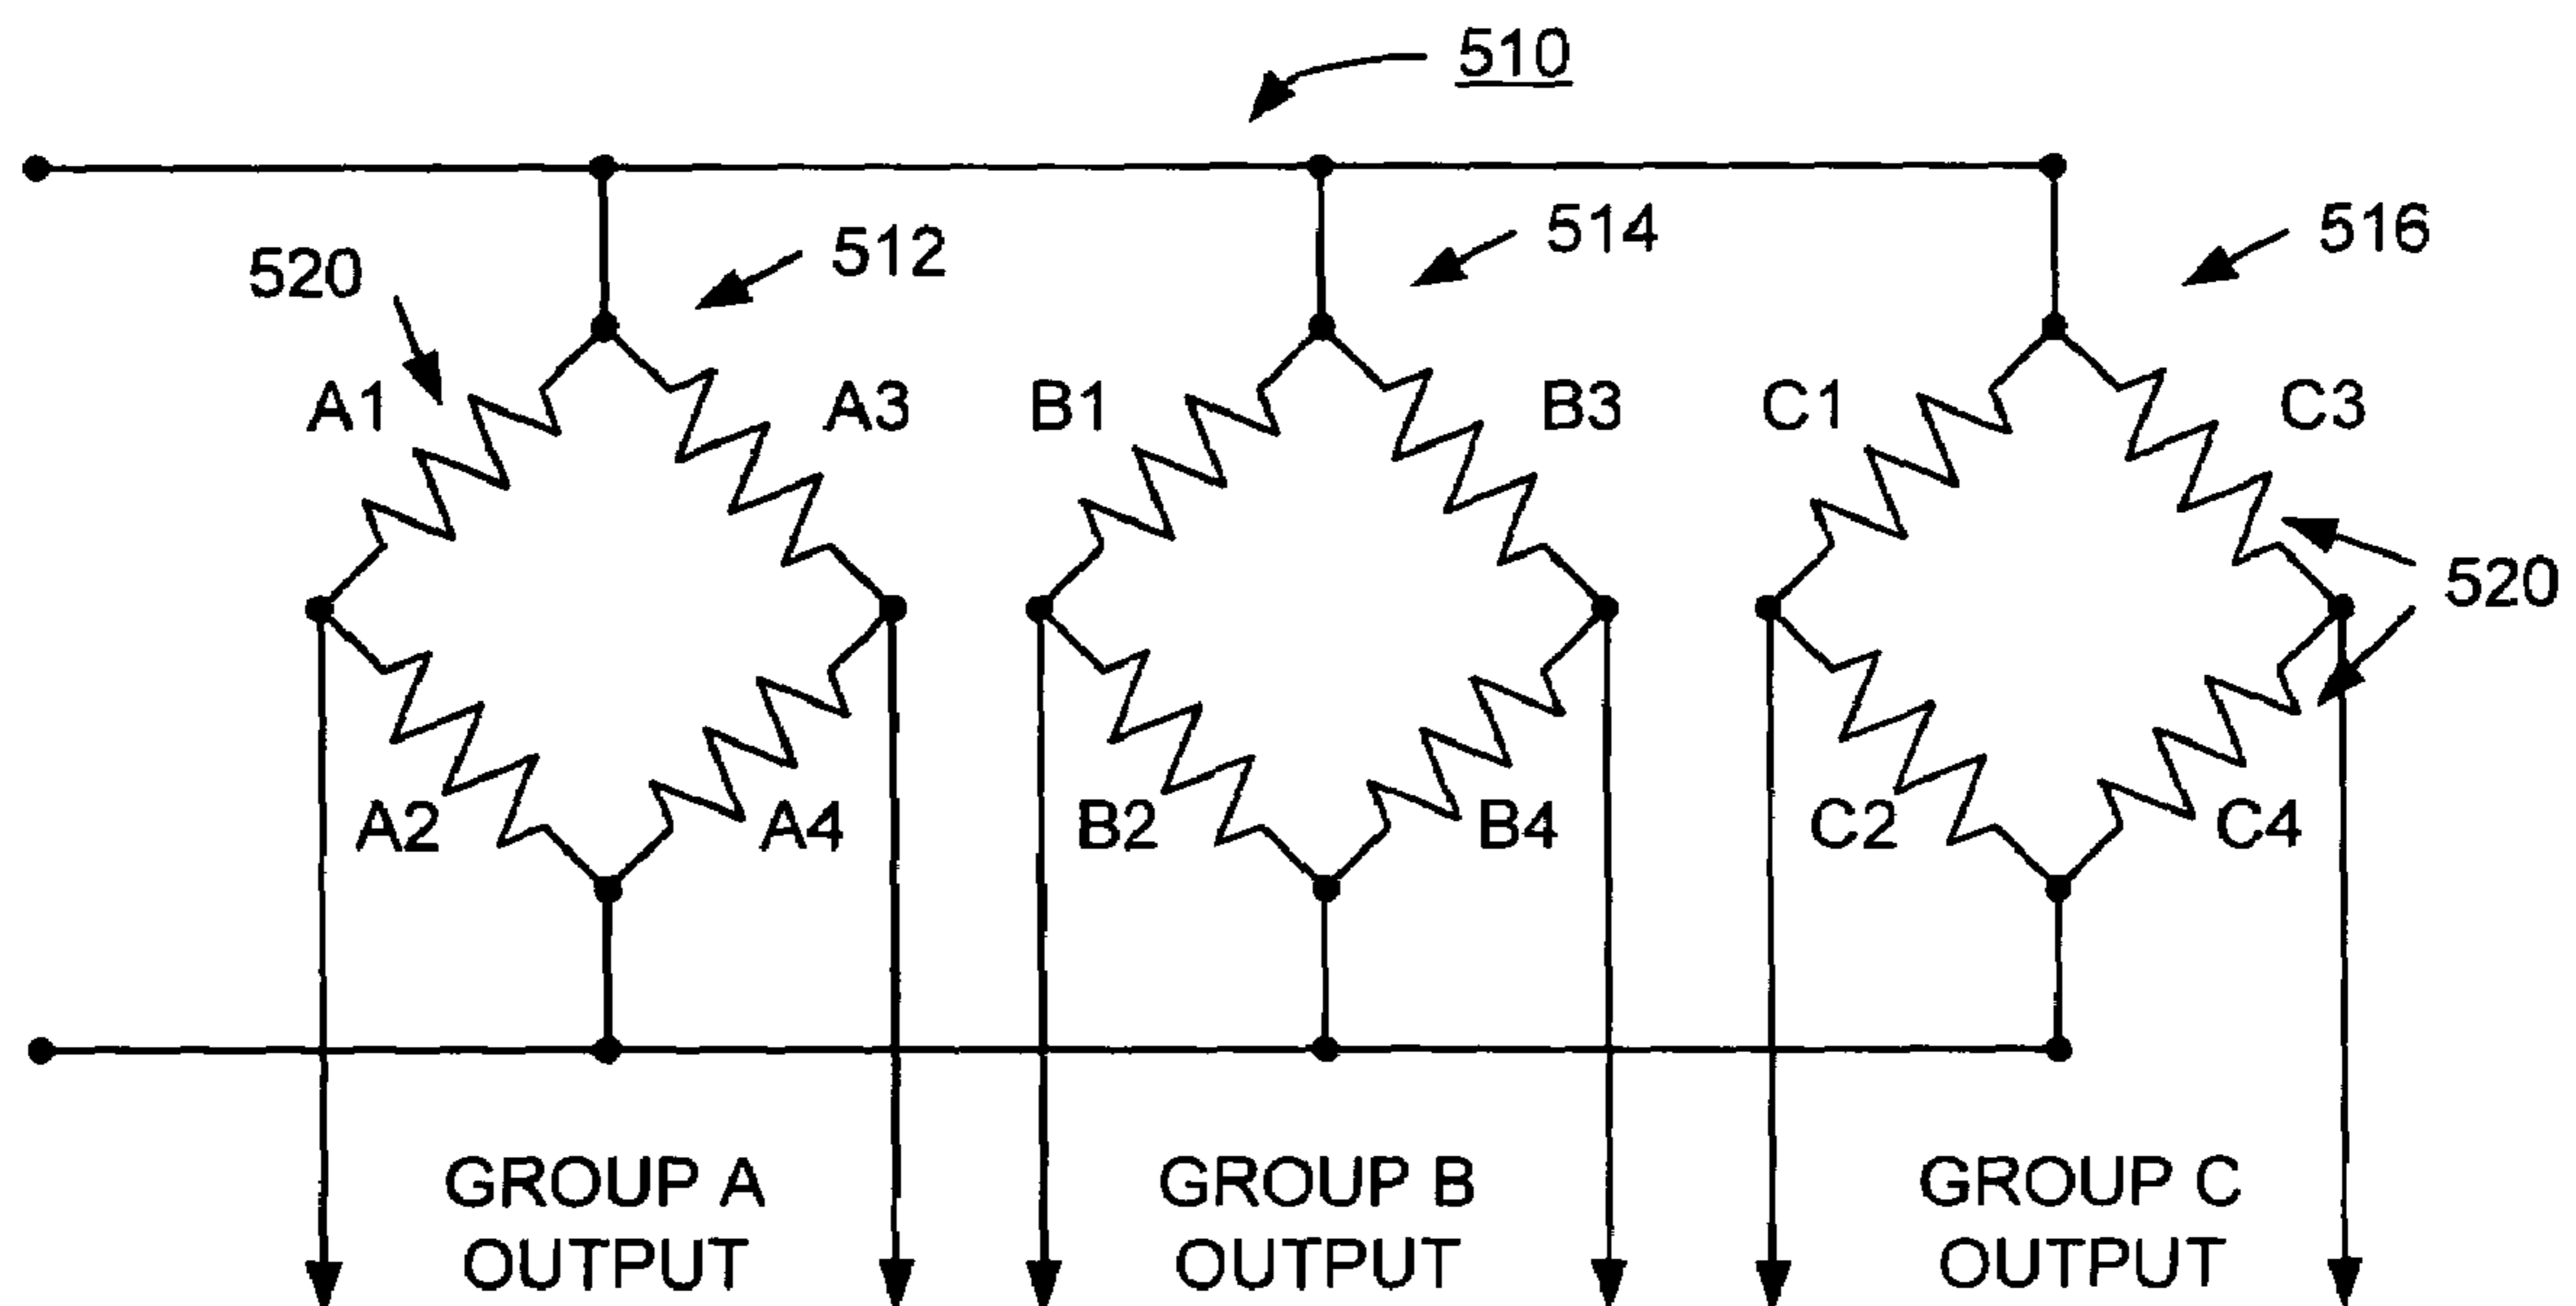 510
520
512
514
516
A1
A3
B1
B3
C1
C3
520
A2
A4
B2
B4
C2
C4
GROUP A
OUTPUT
GROUP B
OUTPUT
GROUP C
OUTPUT